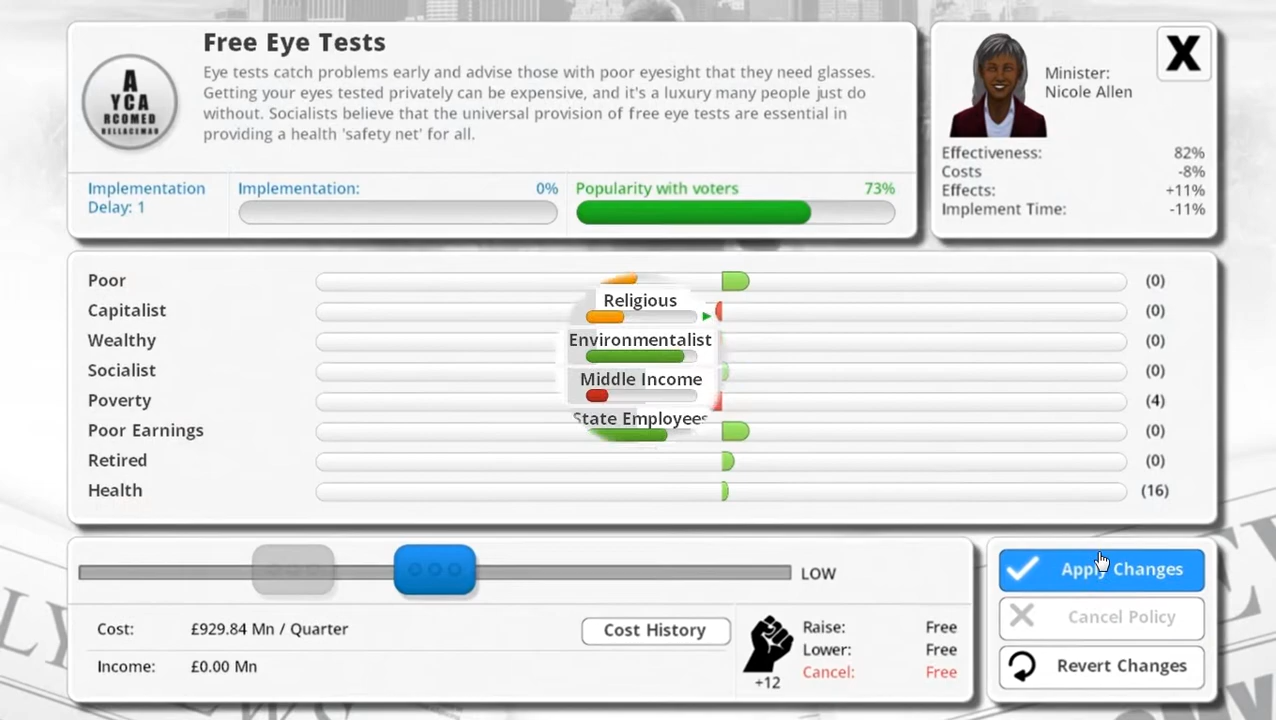 Free Eye Tests
Eye tests catch problems early and advise those with poor eyesight that they need glasses.
Getting your eyes tested privately can be expensive, and it's a luxury many people just do
without. Socialists believe that the universal provision of free eye tests are essential in
providing a health 'safety net' for all.
A
YCA
RCOMED
Implementation
Delay: 1
Implementation: 0%
Popularity with voters 73%
X
Minister:
Nicole Allen
Effectiveness: 82%
Costs -8%
Effects: +11%
Implement Time: -11%
Poor (0)
Capitalist (0)
Wealthy (0)
Socialist (0)
Poverty (4)
Poor Earnings (0)
Retired (0)
Health (16)
Religious
Environmentalist
Middle Income
State Employees
LOW
Cost: £929.84 Mn / Quarter
Cost History
Income: £0.00 Mn
+12
Raise: Free
Lower: Free
Cancel: Free
Apply Changes
Cancel Policy
Revert Changes